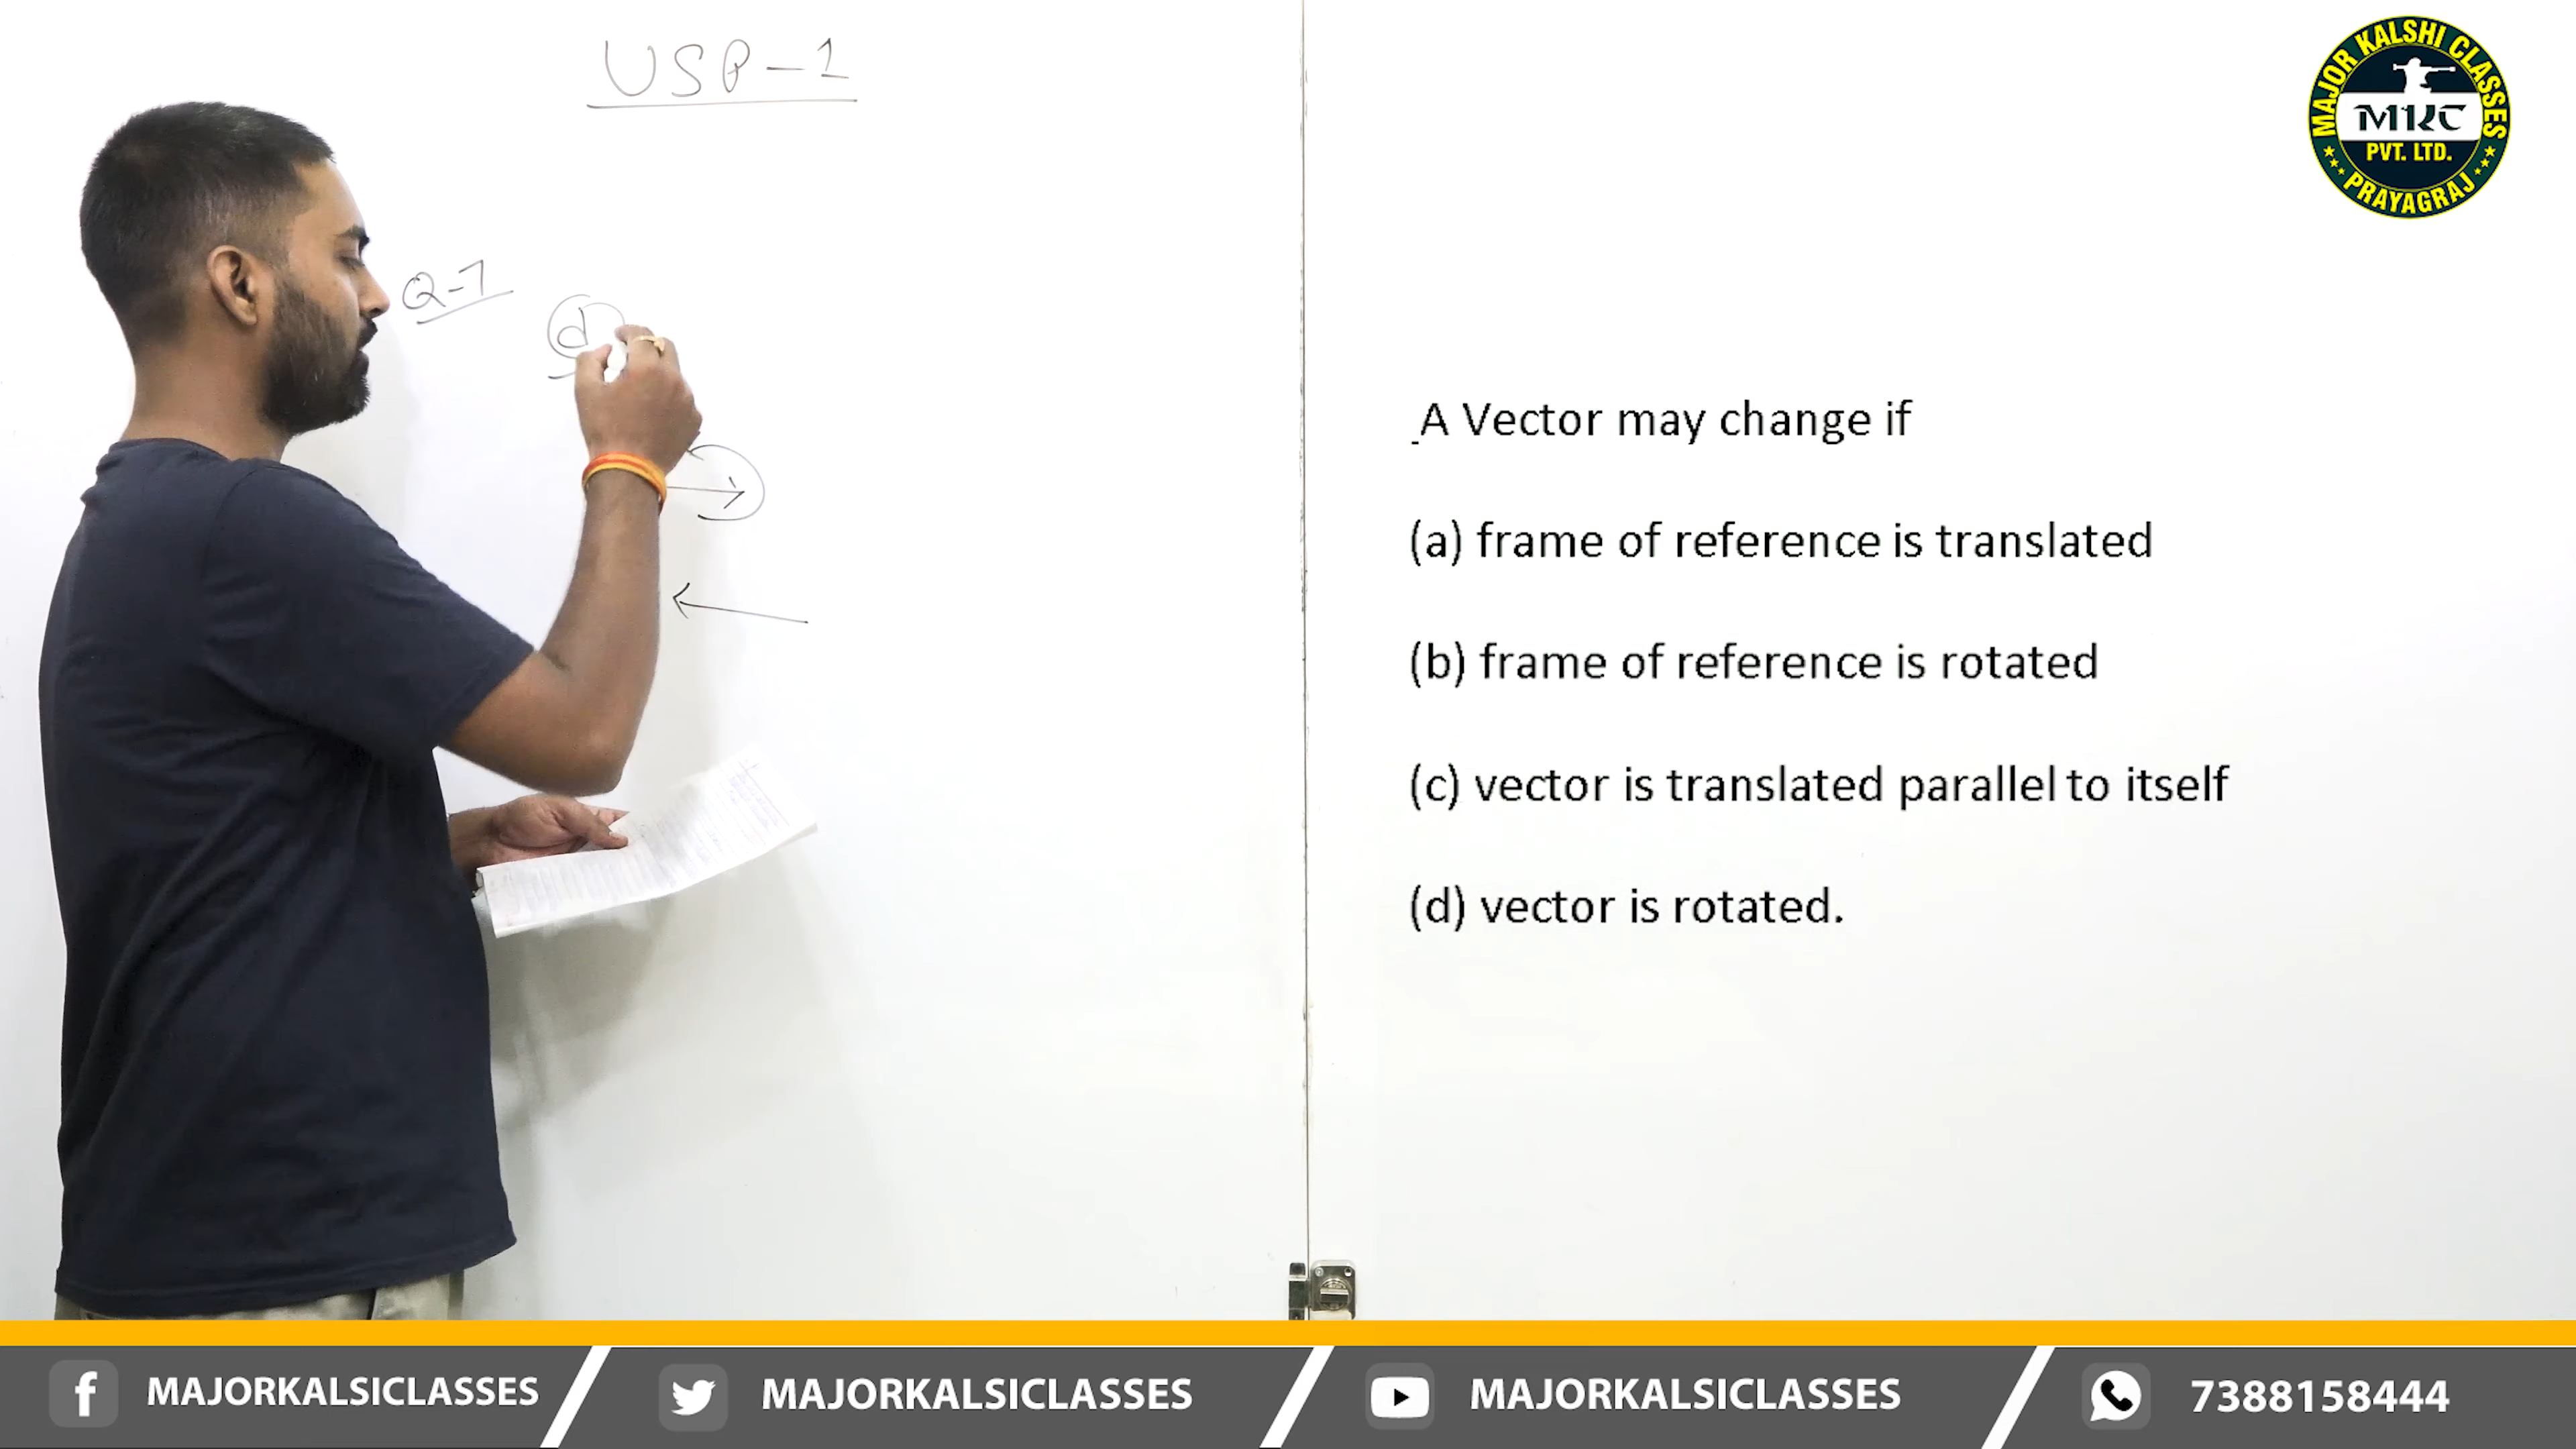 USP-1
MAJOR KALSHI CLASSES
MKC
PVT. LTD.
PRAYAGRAJ
Q-7
d
A Vector may change if
(a) frame of reference is translated
(b) frame of reference is rotated
(c) vector is translated parallel to itself
(d) vector is rotated.
f MAJORKALSICLASSES
MAJORKALSICLASSES
MAJORKALSICLASSES
7388158444